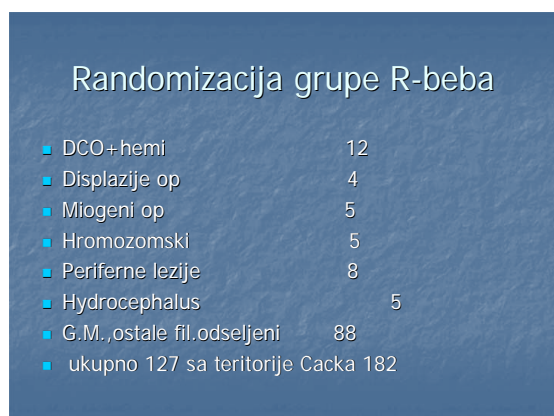 Randomizacija grupe R-beba
DCO+hemi 12
Displazije op 4
Miogeni op 5
Hromozomski 5
Periferne lezije 8
Hydrocephalus 5
G.M.,ostale fil.odseljeni 88
ukupno 127 sa teritorije Cacka 182